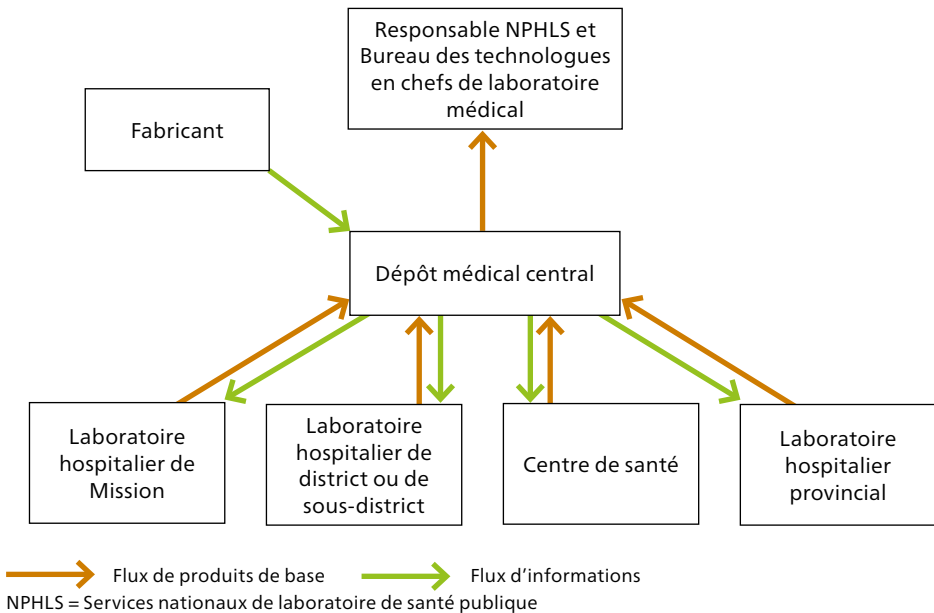 Responsable NPHLS et
Bureau des technologues
en chefs de laboratoire
médical
Fabricant
Dépôt médical central
Laboratoire
hospitalier de
Mission
Laboratoire
hospitalier de
district ou de
sous-district
Centre de santé
Laboratoire
hospitalier
provincial
Flux de produits de base
Flux d'informations
NPHLS = Services nationaux de laboratoire de santé publique